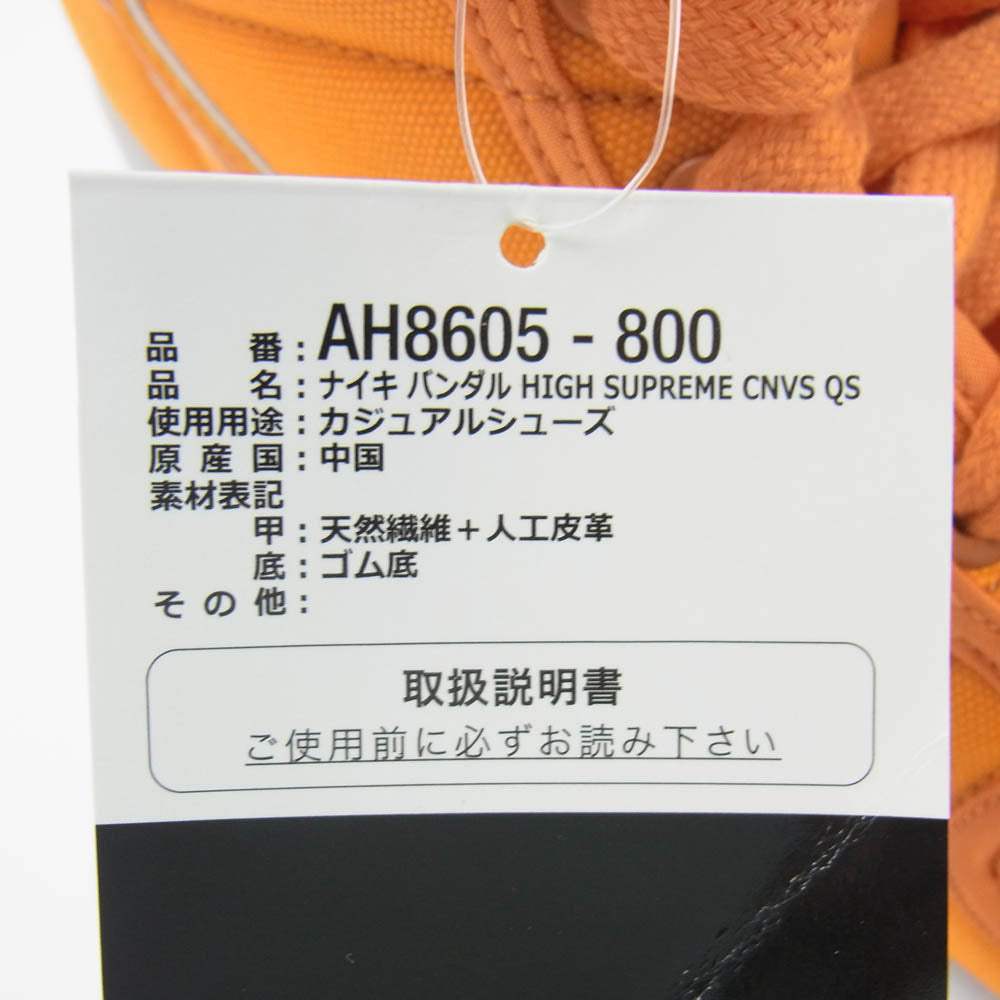 品番：AH8605 - 800
品名：ナイキ バンダル HIGH SUPREME CNVS QS
使用用途：カジュアルシューズ
原産国：中国
素材表記
甲：天然繊維＋人工皮革
底：ゴム底
その他：
取扱説明書
ご使用前に必ずお読み下さい